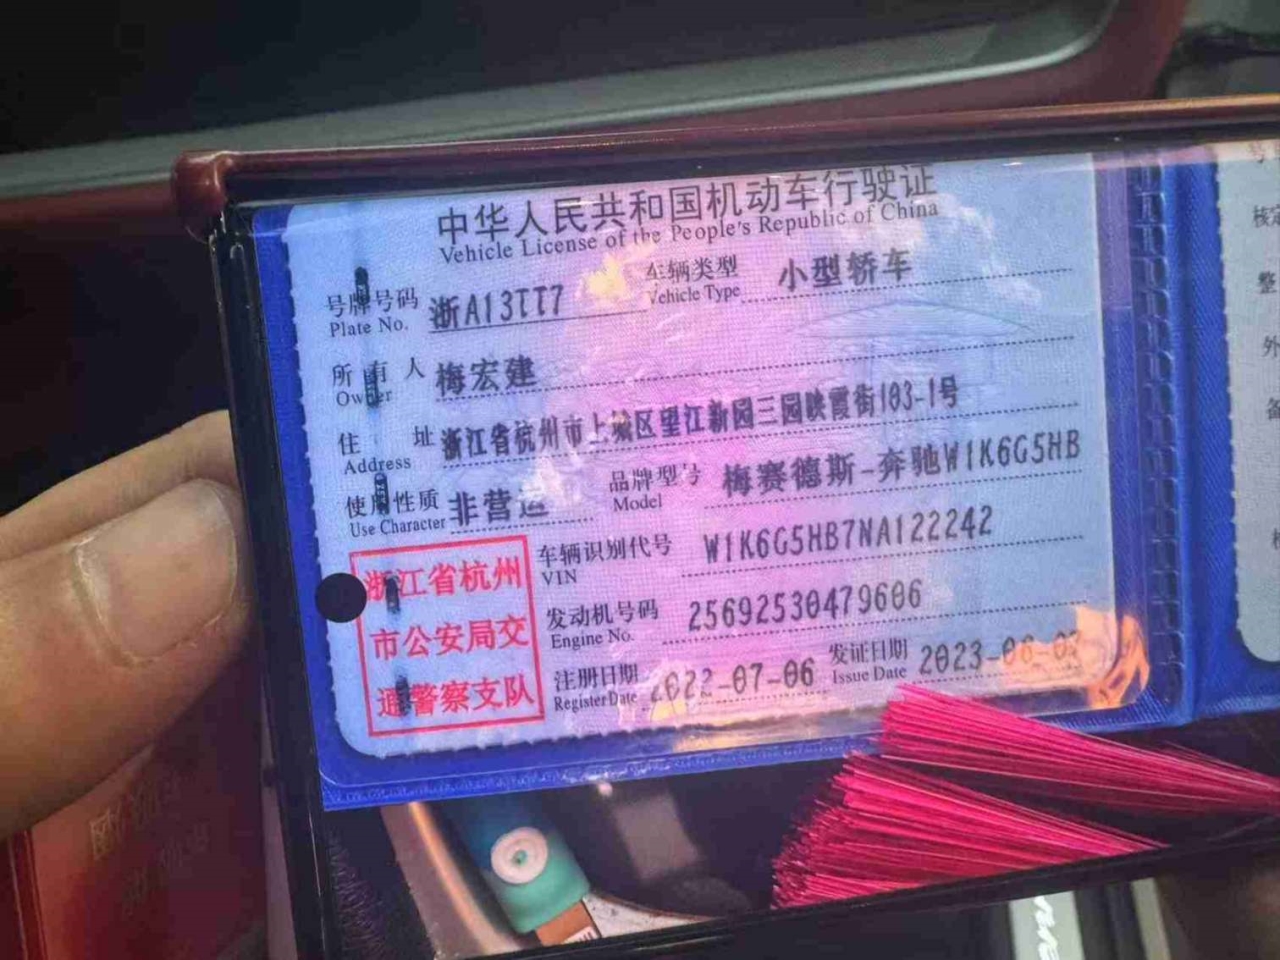 中华人民共和国机动车行驶证
Vehicle License of the People's Republic of China
号牌号码 浙A13TT7 车辆类型 小型轿车
Plate No. Vehicle Type
所有人 梅宏建
Owner
住址 浙江省杭州市上城区望江新园三园映霞街103-1号
Address
使用性质 非营运 品牌型号 梅赛德斯-奔驰W1K6G5HB
Use Character Model
浙江省杭州
市公安局交
通警察支队
车辆识别代号 W1K6G5HB7NA122242
VIN
发动机号码 25692530479606
Engine No.
注册日期 2022-07-06 发证日期 2023-06-
Register Date Issue Date
号
核
整
外
备